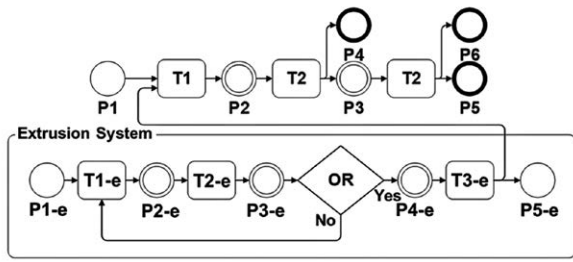 P4
P6
T1
T2
T2
P1
P2
P3
P5
Extrusion System
T1-e
T2-e
OR
T3-e
Yes
P1-e
P2-e
P3-e
No
P4-e
P5-e